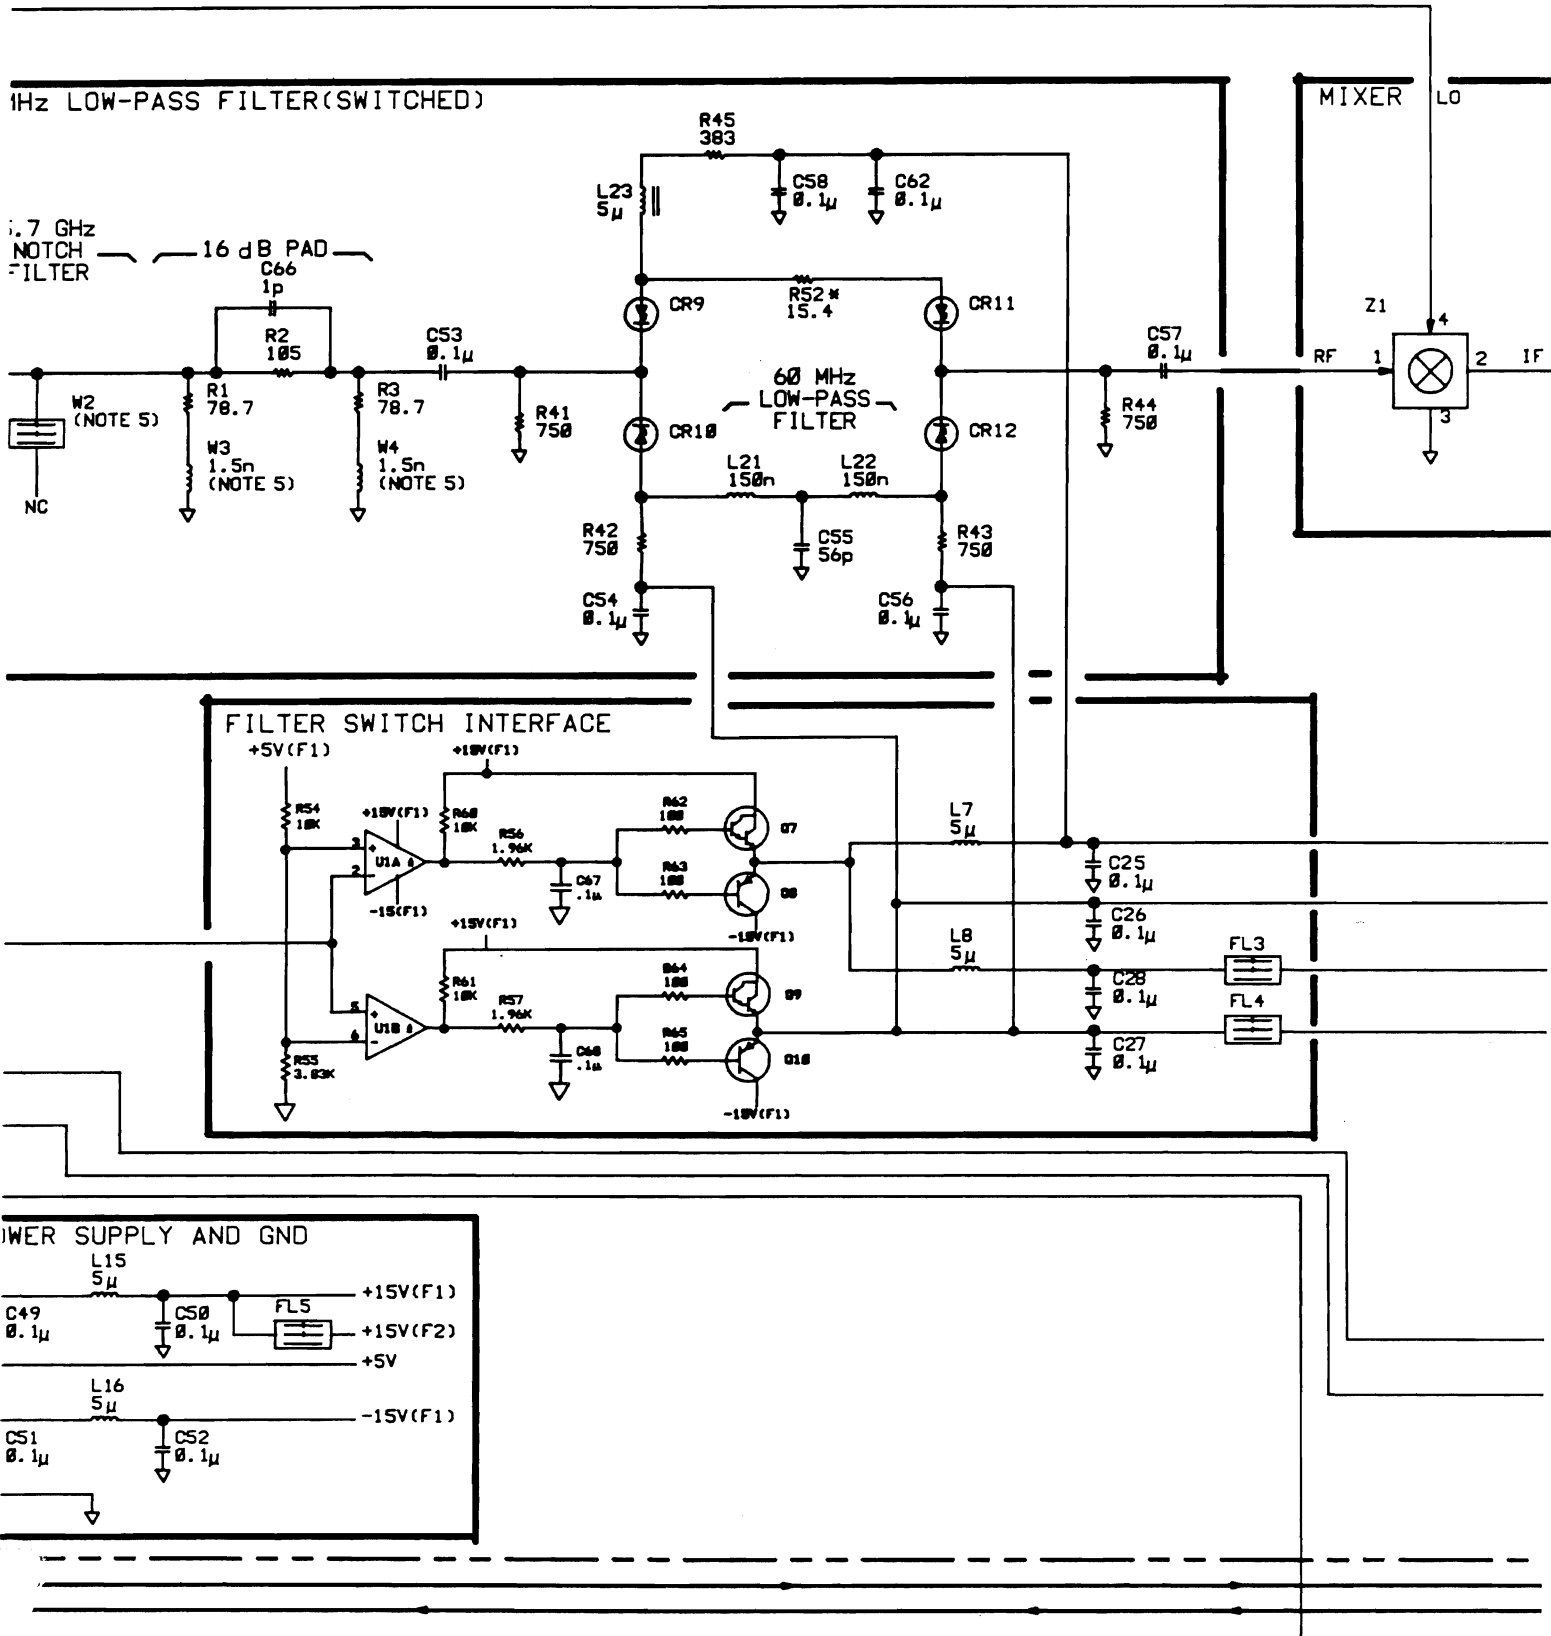 MHz LOW-PASS FILTER(SWITCHED)
MIXER
LO
R45
383
L23
5µ
C58
0.1µ
C62
0.1µ
.7 GHz
NOTCH
FILTER
16 dB PAD
C66
1p
R2
105
C53
0.1µ
CR9
R52*
15.4
CR11
C57
0.1µ
RF
Z1
4
1
2
IF
3
W2
(NOTE 5)
NC
R1
78.7
W3
1.5n
(NOTE 5)
R3
78.7
W4
1.5n
(NOTE 5)
R41
750
CR10
60 MHz
LOW-PASS
FILTER
CR12
R44
750
L21
150n
L22
150n
R42
750
C55
56p
R43
750
C54
0.1µ
C56
0.1µ
FILTER SWITCH INTERFACE
+5V(F1)
+15V(F1)
R54
10K
+15V(F1)
R60
10K
R56
1.96K
R62
100
Q7
3
+
U1A
2
-
-15(F1)
C67
.1µ
R63
100
Q8
-15V(F1)
L7
5µ
C25
0.1µ
C26
0.1µ
+15V(F1)
L8
5µ
FL3
C28
0.1µ
FL4
C27
0.1µ
R61
10K
R57
1.96K
R64
100
Q9
5
+
U1B
6
-
R55
3.83K
C68
.1µ
R65
100
Q10
-15V(F1)
OWER SUPPLY AND GND
L15
5µ
+15V(F1)
C49
0.1µ
C50
0.1µ
FL5
+15V(F2)
+5V
L16
5µ
-15V(F1)
C51
0.1µ
C52
0.1µ